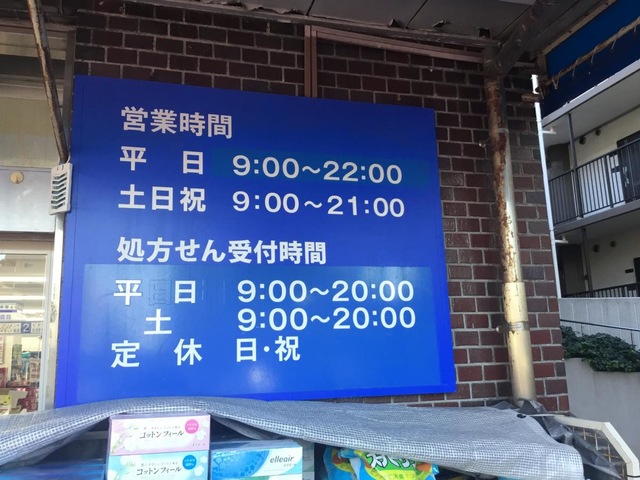 営業時間
平日 9:00～22:00
土日祝 9:00～21:00
処方せん受付時間
平日 9:00～20:00
土 9:00～20:00
定休 日・祝
コットンフィール
コットンフィール
elleair